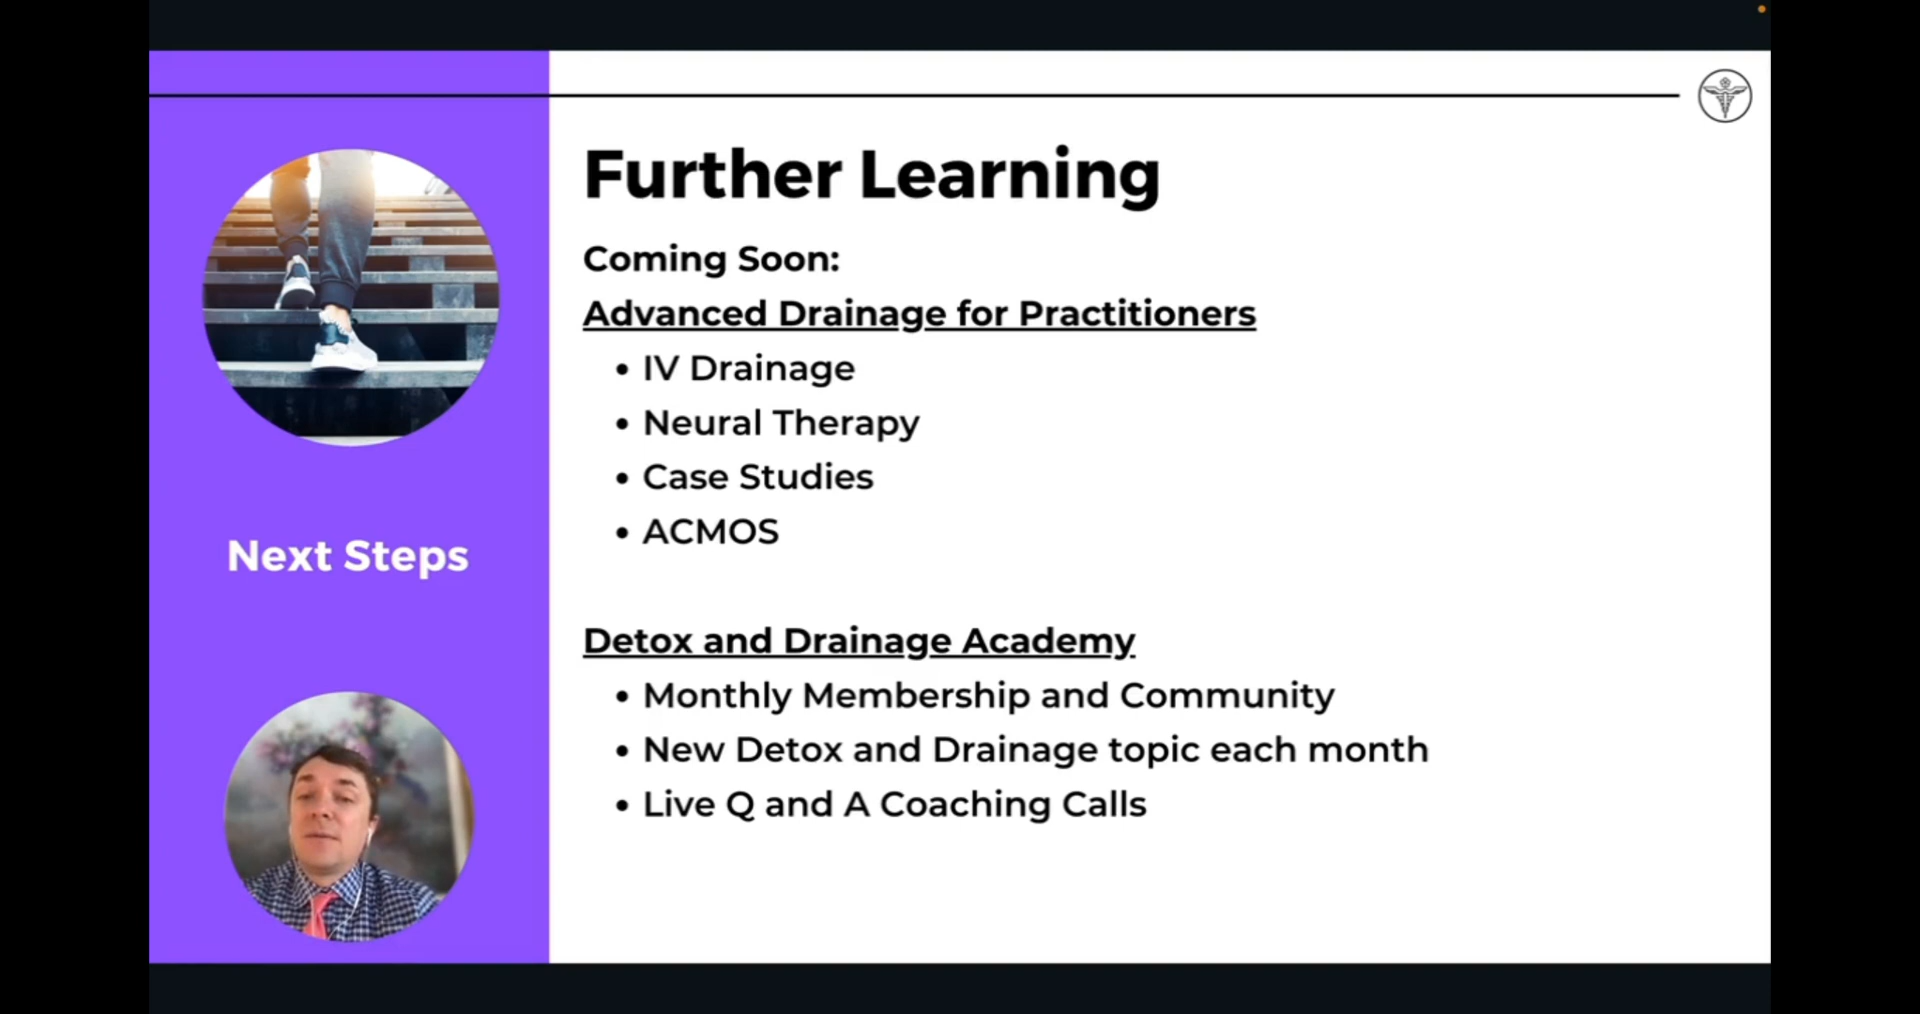 Further Learning
Coming Soon:
Advanced Drainage for Practitioners
• IV Drainage
• Neural Therapy
• Case Studies
• ACMOS
Next Steps
Detox and Drainage Academy
• Monthly Membership and Community
• New Detox and Drainage topic each month
• Live Q and A Coaching Calls